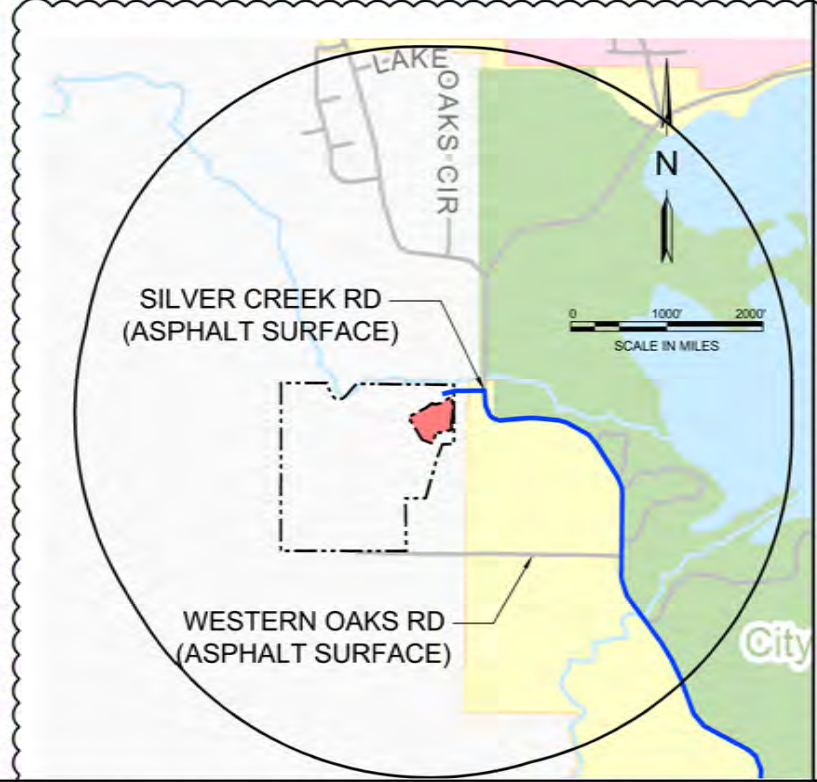 LAKE
OAKS CIR
N
SILVER CREEK RD
(ASPHALT SURFACE)
0 1000' 2000'
SCALE IN MILES
WESTERN OAKS RD
(ASPHALT SURFACE)
City